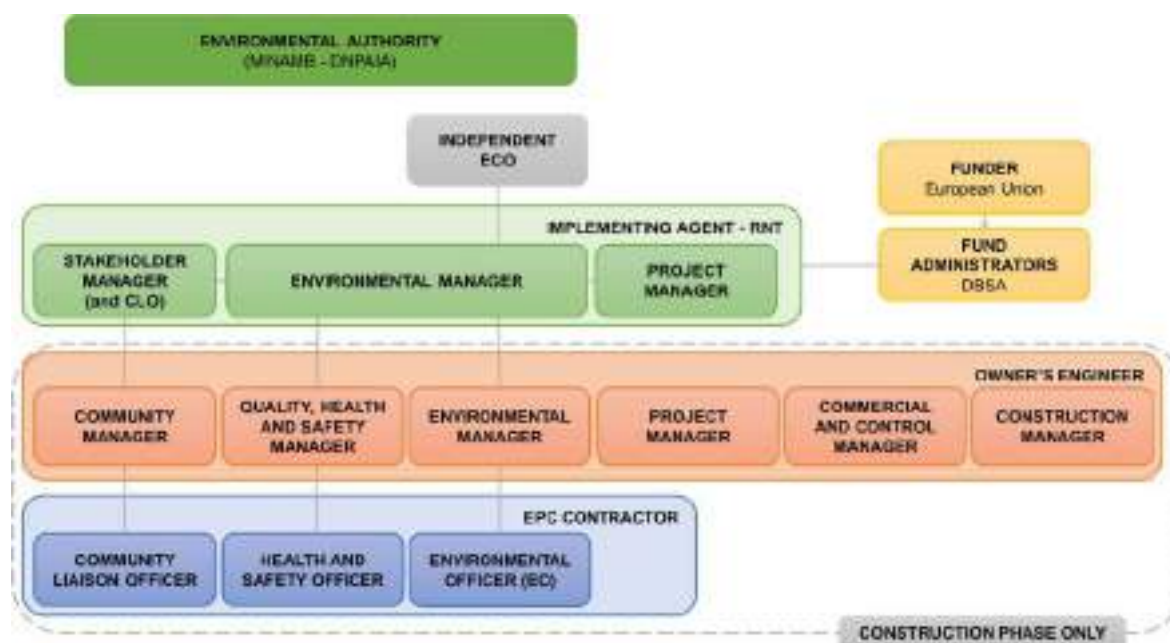 ENVIRONMENTAL AUTHORITY
(MINAMB - DNPAIA)
INDEPENDENT
ECO
FUNDER
European Union
IMPLEMENTING AGENT - RNT
FUND
ADMINISTRATORS
DBSA
STAKEHOLDER
MANAGER
(and CLO)
ENVIRONMENTAL MANAGER
PROJECT
MANAGER
OWNER'S ENGINEER
COMMUNITY
MANAGER
QUALITY, HEALTH
AND SAFETY
MANAGER
ENVIRONMENTAL
MANAGER
PROJECT
MANAGER
COMMERCIAL
AND CONTROL
MANAGER
CONSTRUCTION
MANAGER
EPC CONTRACTOR
COMMUNITY
LIAISON OFFICER
HEALTH AND
SAFETY OFFICER
ENVIRONMENTAL
OFFICER (EO)
CONSTRUCTION PHASE ONLY